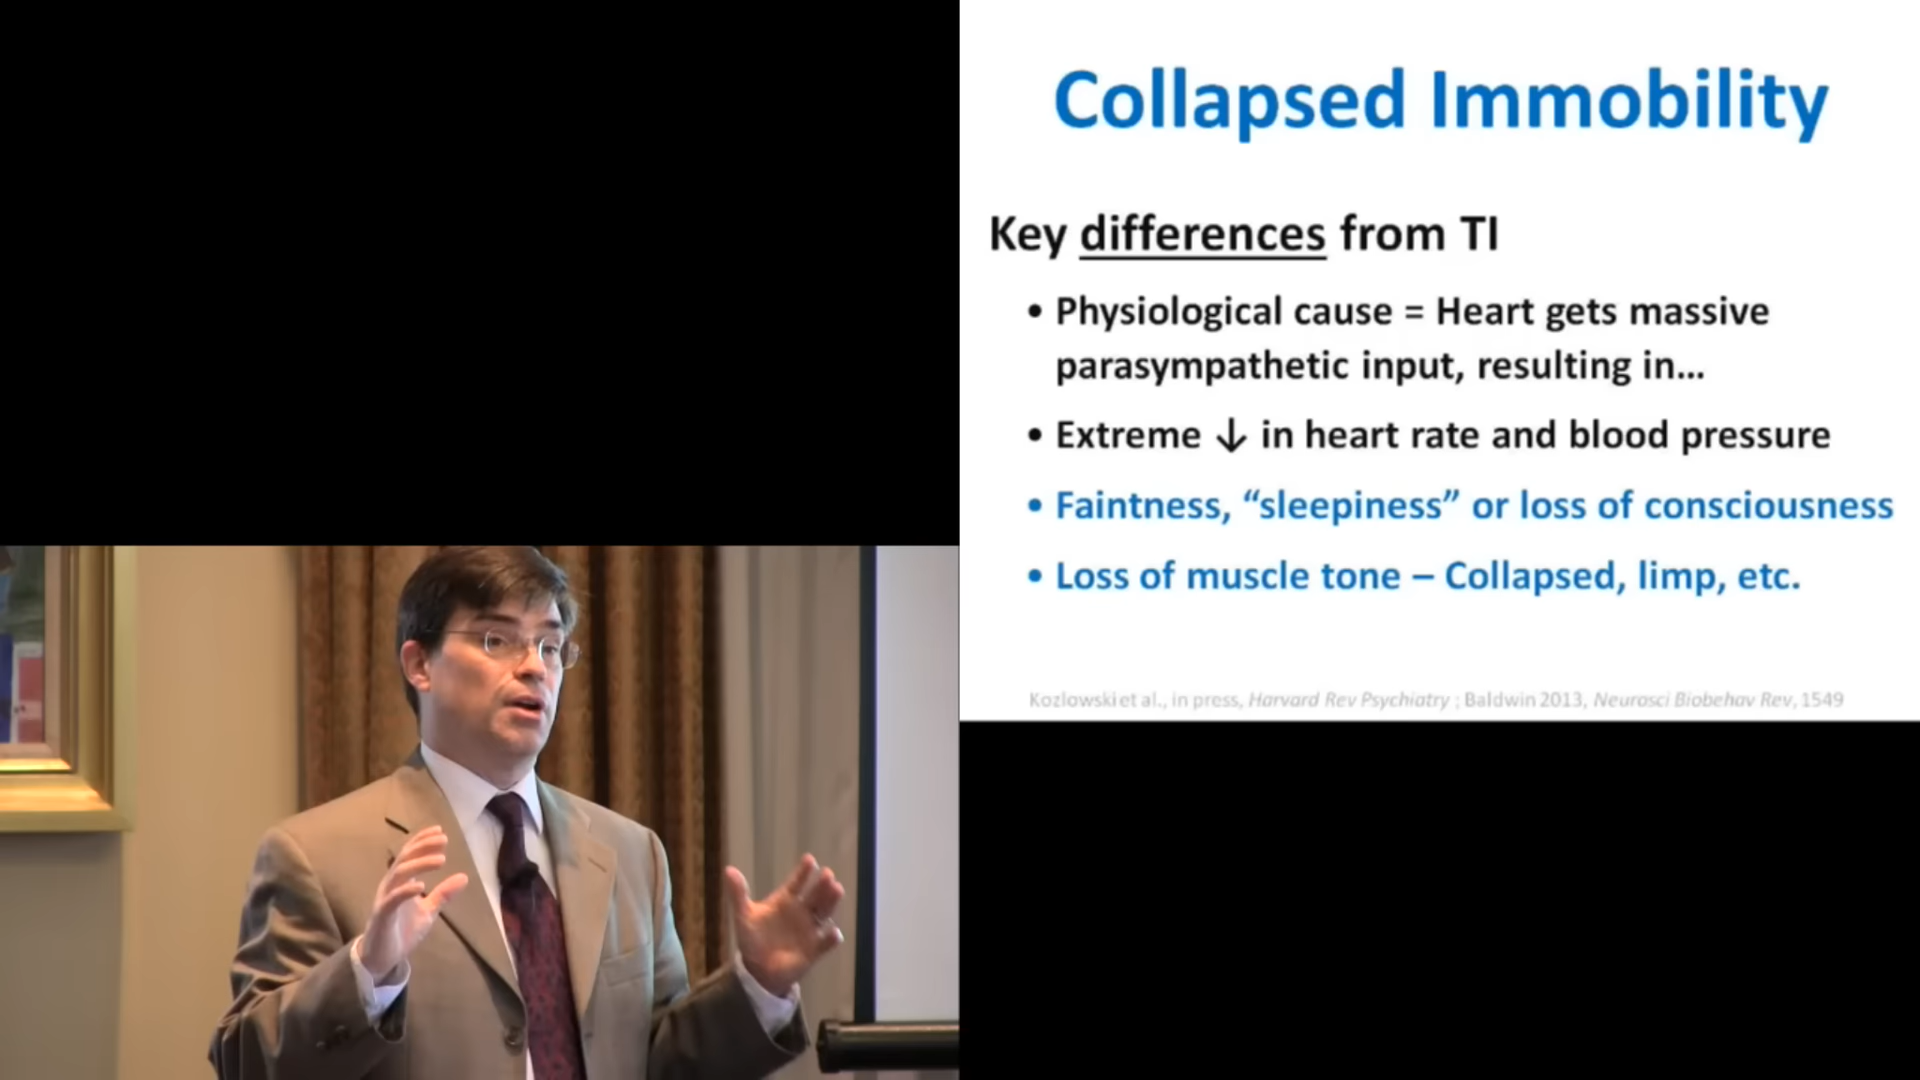 Collapsed Immobility
Key differences from TI
• Physiological cause = Heart gets massive
parasympathetic input, resulting in...
• Extreme ↓ in heart rate and blood pressure
• Faintness, “sleepiness” or loss of consciousness
• Loss of muscle tone – Collapsed, limp, etc.
Kozlowski et al., in press, Harvard Rev Psychiatry ; Baldwin 2013, Neurosci Biobehav Rev, 1549